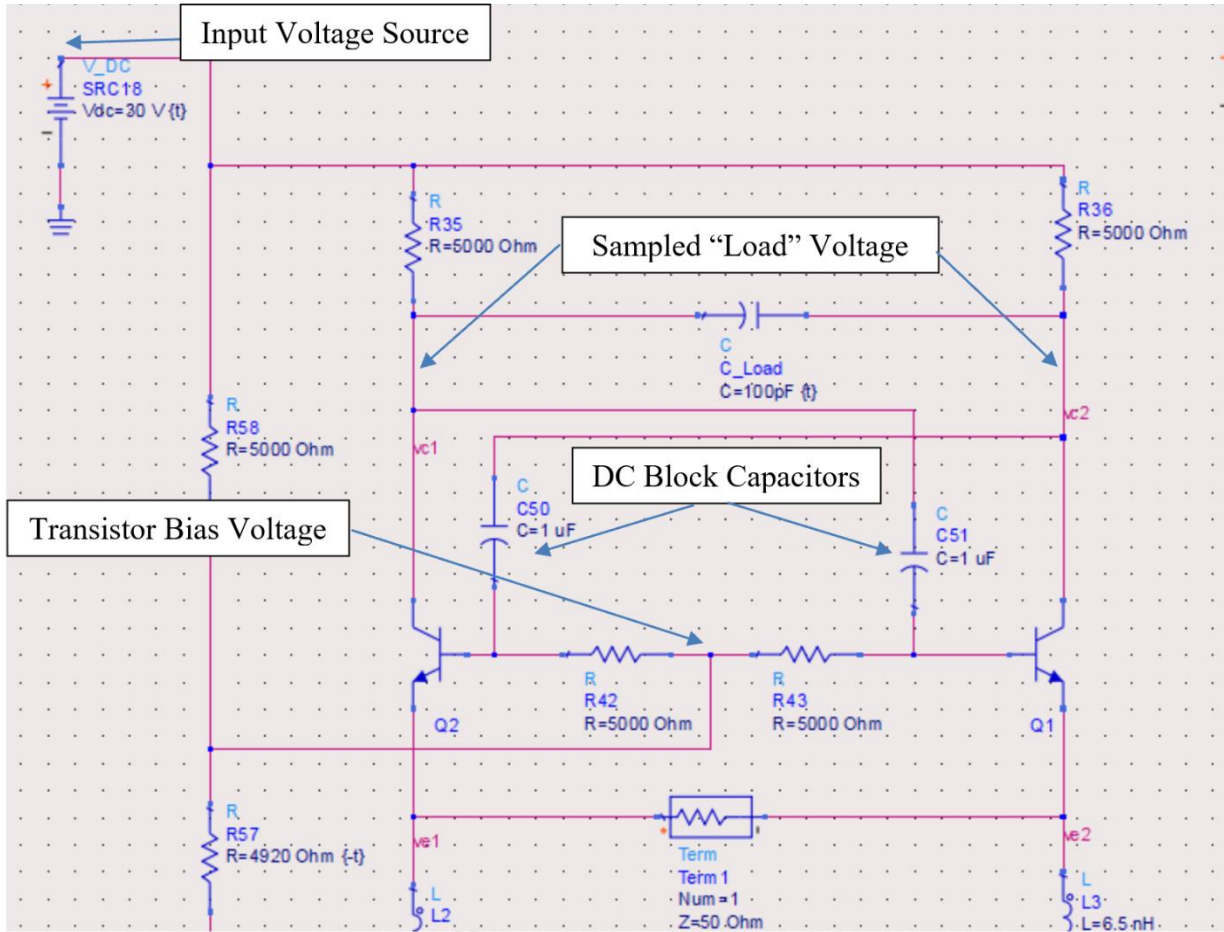 Input Voltage Source
V_DC
SRC18
Vdc=30 V {t}
+
-
R
R35
R=5000 Ohm
R
R36
R=5000 Ohm
Sampled “Load” Voltage
C
C_Load
C=100pF {t}
R
R58
R=5000 Ohm
vc1
vc2
DC Block Capacitors
C
C50
C=1 uF
C
C51
C=1 uF
Transistor Bias Voltage
R
R42
R=5000 Ohm
R
R43
R=5000 Ohm
Q2
Q1
R
R57
R=4920 Ohm {-t}
ve1
ve2
+
-
Term
Term1
Num=1
Z=50 Ohm
L
L2
L
L3
L=6.5 nH